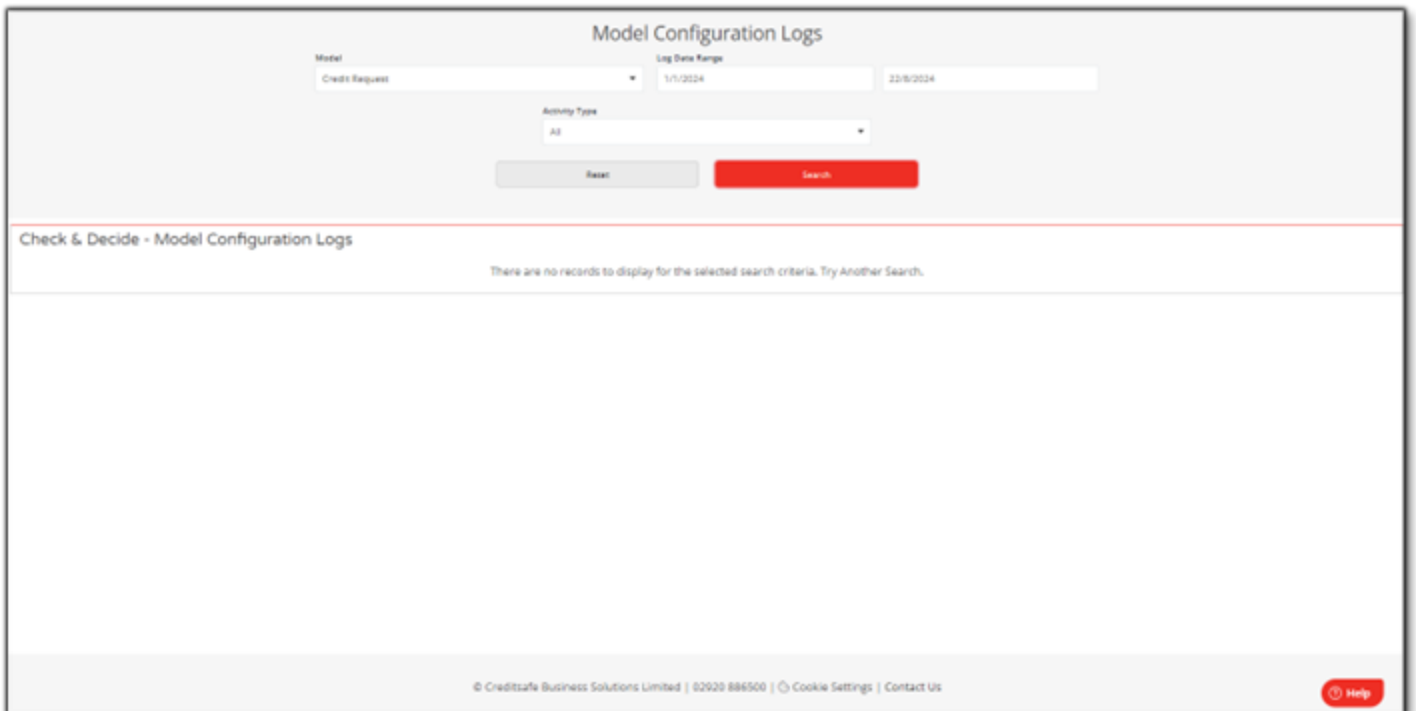 Model Configuration Logs
Model
Log Date Range
Credit Request
1/1/2024
22/8/2024
Activity Type
All
Reset
Search
Check & Decide - Model Configuration Logs
There are no records to display for the selected search criteria. Try Another Search.
© Creditsafe Business Solutions Limited | 02920 886500 | Cookie Settings | Contact Us
Help